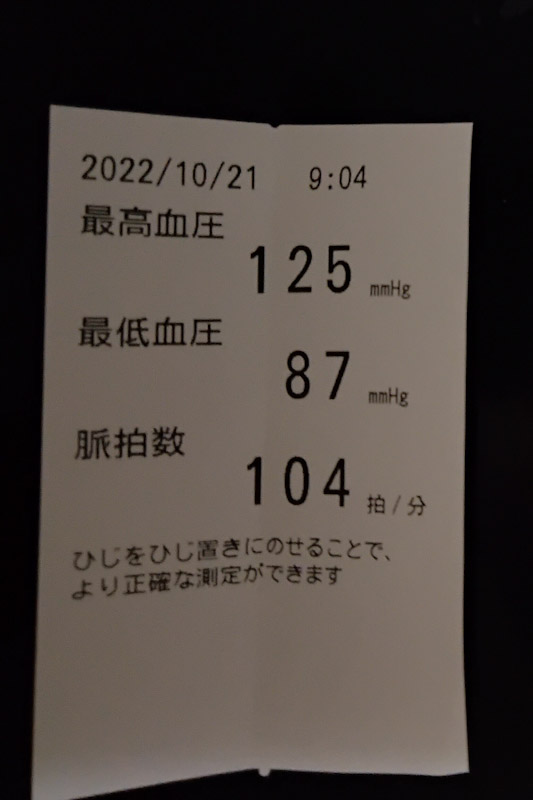 2022/10/21 9:04
最高血圧
125 mmHg
最低血圧
87 mmHg
脈拍数
104 拍/分
ひじをひじ置きにのせることで、
より正確な測定ができます